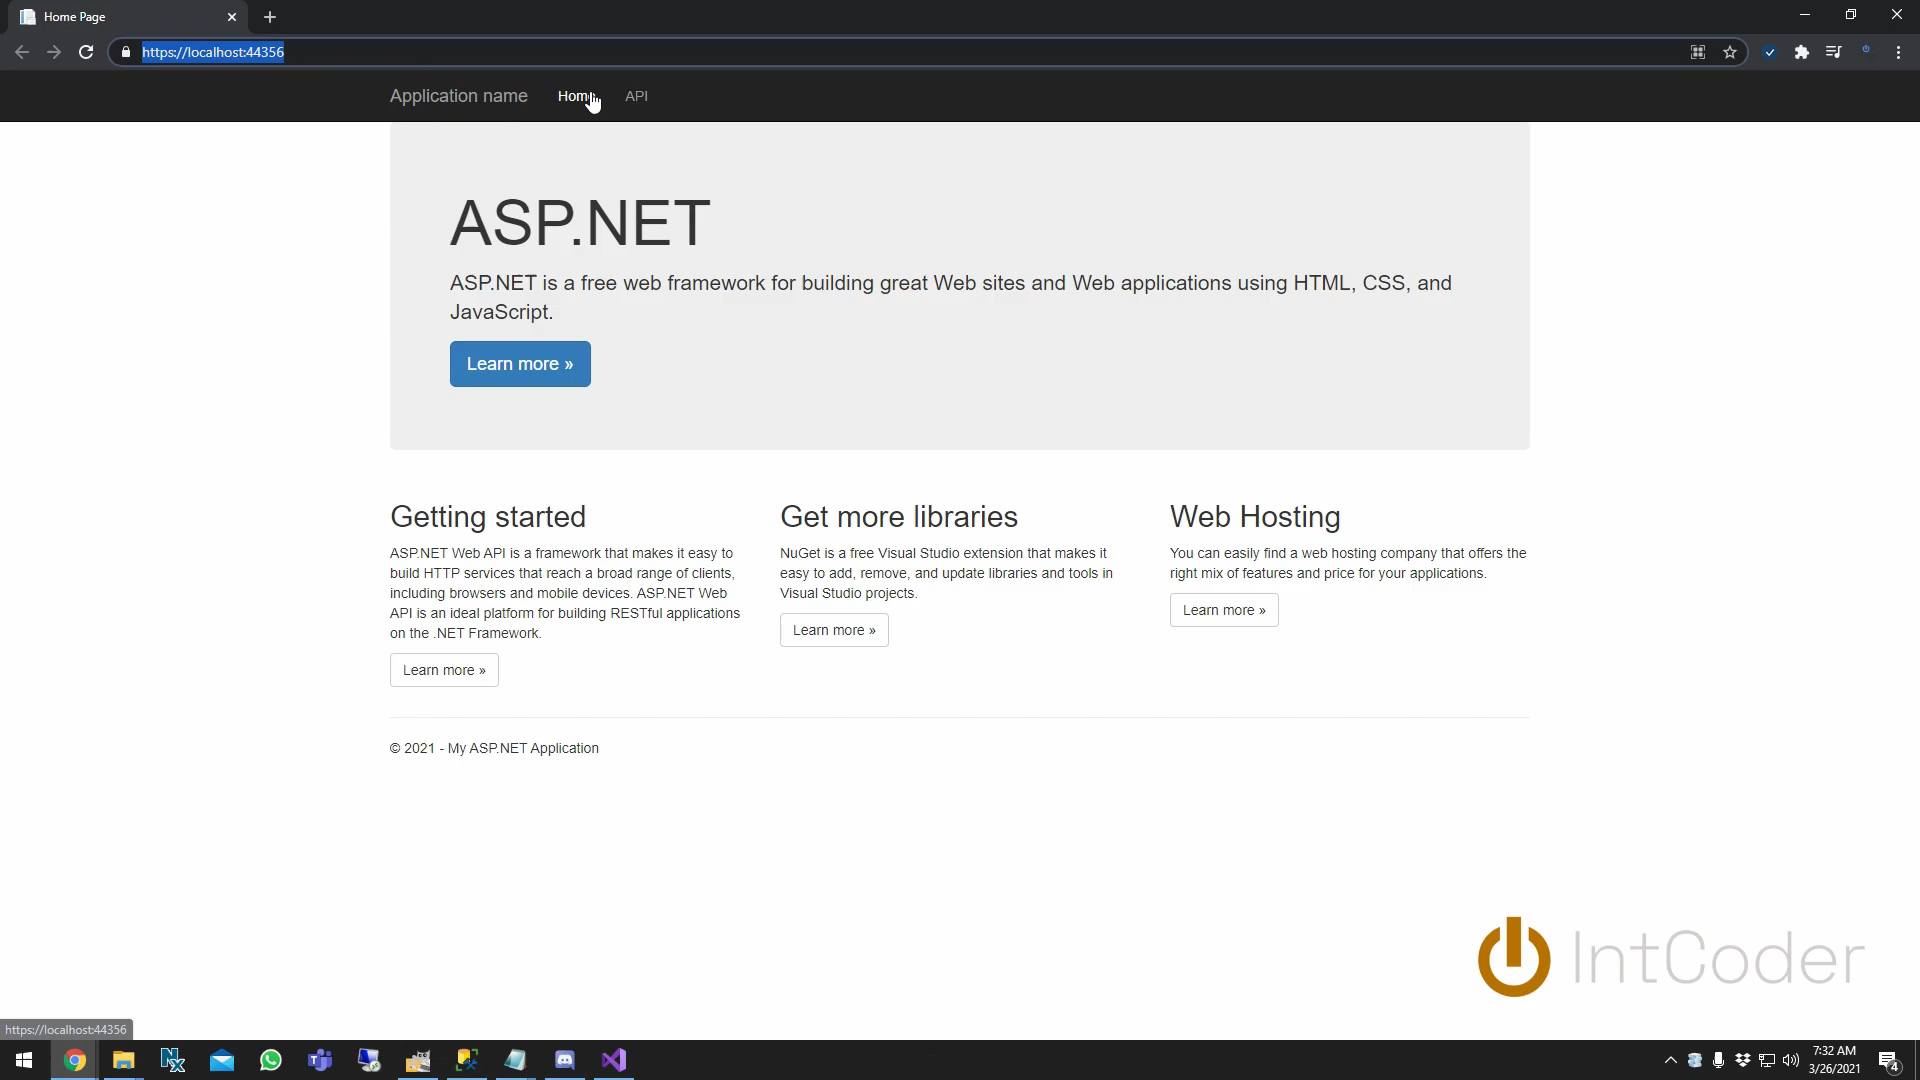 Home Page
https://localhost:44356
Application name
Home
API
ASP.NET
ASP.NET is a free web framework for building great Web sites and Web applications using HTML, CSS, and
JavaScript.
Learn more »
Getting started
ASP.NET Web API is a framework that makes it easy to
build HTTP services that reach a broad range of clients,
including browsers and mobile devices. ASP.NET Web
API is an ideal platform for building RESTful applications
on the .NET Framework.
Learn more »
Get more libraries
NuGet is a free Visual Studio extension that makes it
easy to add, remove, and update libraries and tools in
Visual Studio projects.
Learn more »
Web Hosting
You can easily find a web hosting company that offers the
right mix of features and price for your applications.
Learn more »
© 2021 - My ASP.NET Application
IntCoder
https://localhost:44356
7:32 AM
3/26/2021
4